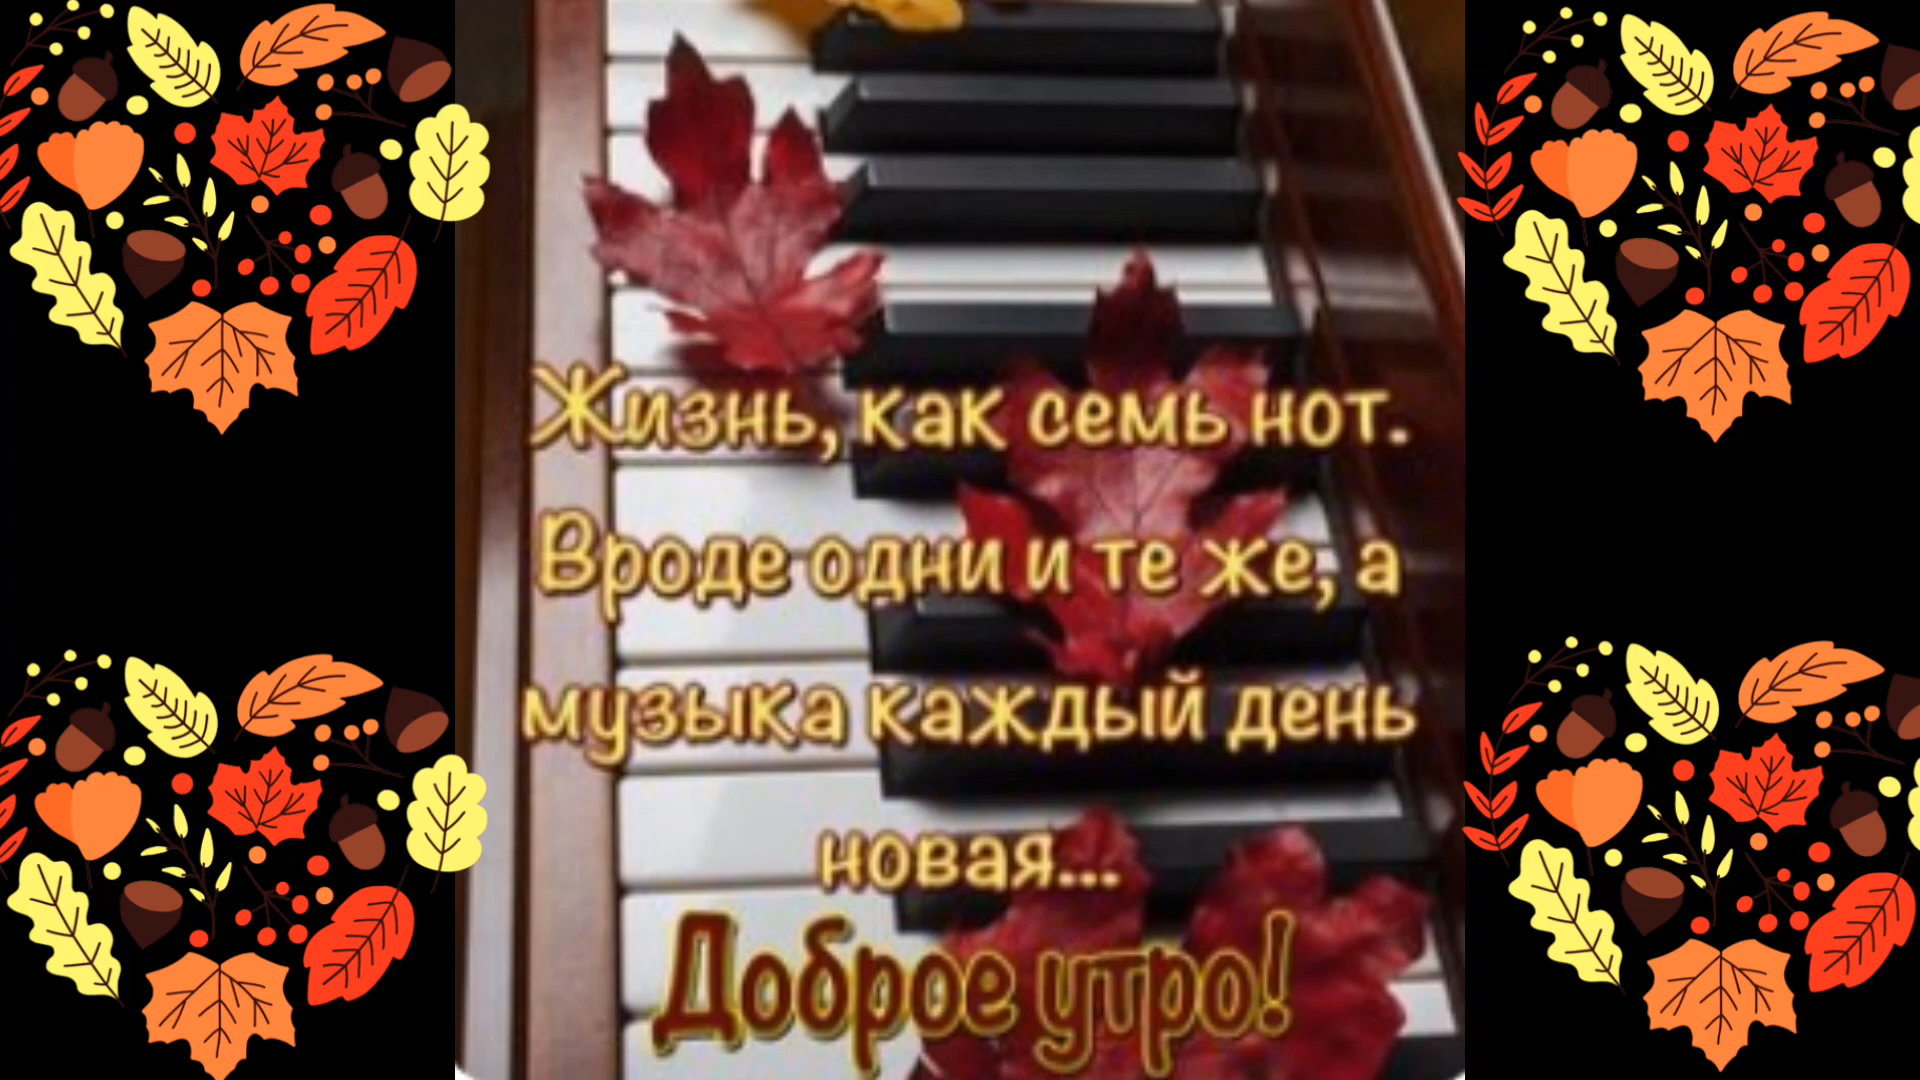 Жизнь, как семь нот.
Вроде одни и те же, а
музыка каждый день
новая...
Доброе утро!